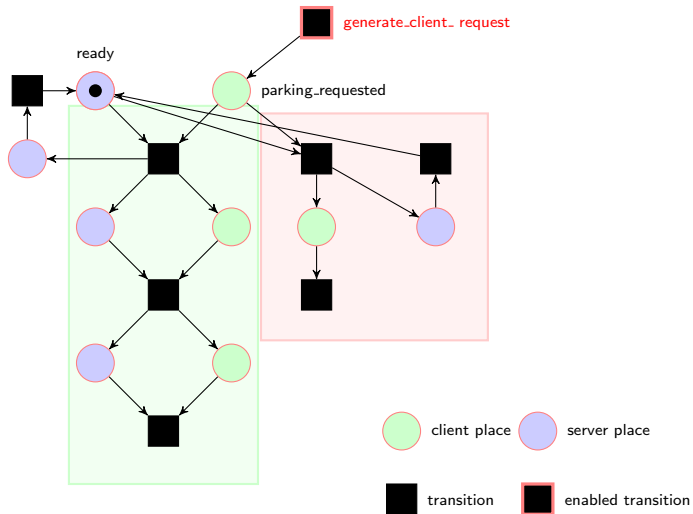 generate_client_ request
ready
parking_requested
client place
server place
transition
enabled transition